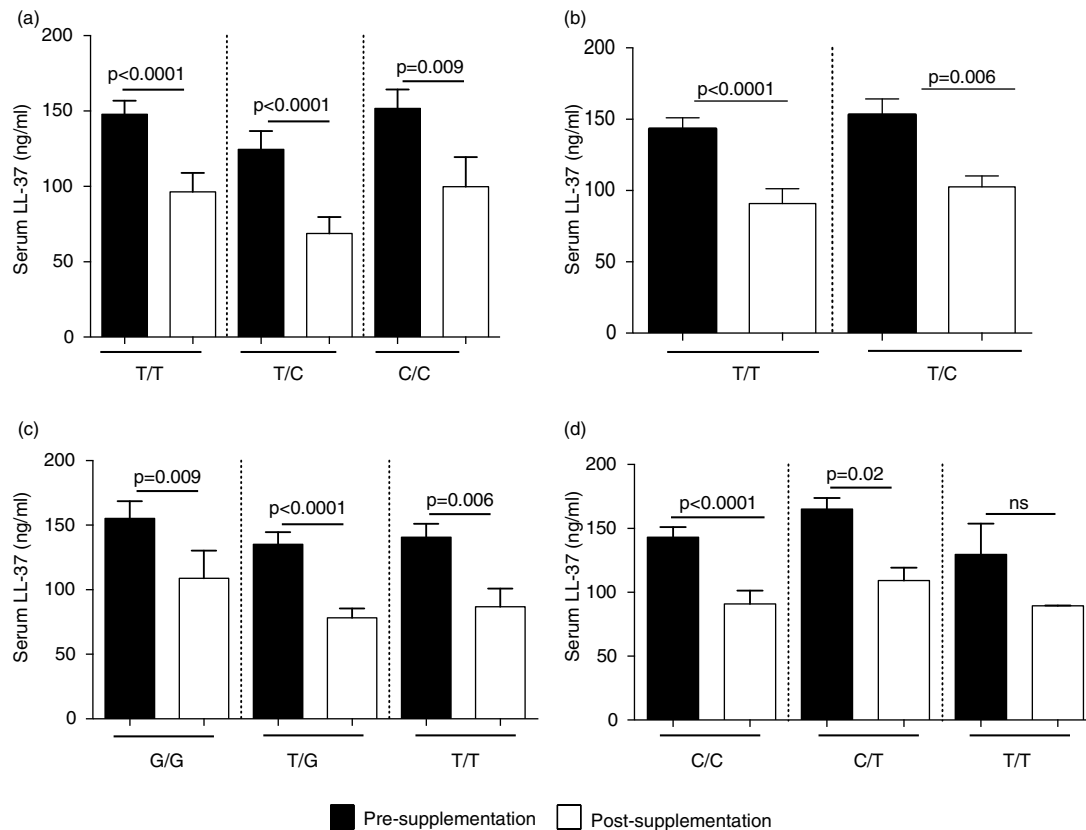 (a)
200
150
100
50
0
Serum LL-37 (ng/ml)
p<0.0001
p<0.0001
p=0.009
T/T
T/C
C/C
(b)
200
150
100
50
0
Serum LL-37 (ng/ml)
p<0.0001
p=0.006
T/T
T/C
(c)
200
150
100
50
0
Serum LL-37 (ng/ml)
p=0.009
p<0.0001
p=0.006
G/G
T/G
T/T
(d)
200
150
100
50
0
Serum LL-37 (ng/ml)
p<0.0001
p=0.02
ns
C/C
C/T
T/T
Pre-supplementation
Post-supplementation